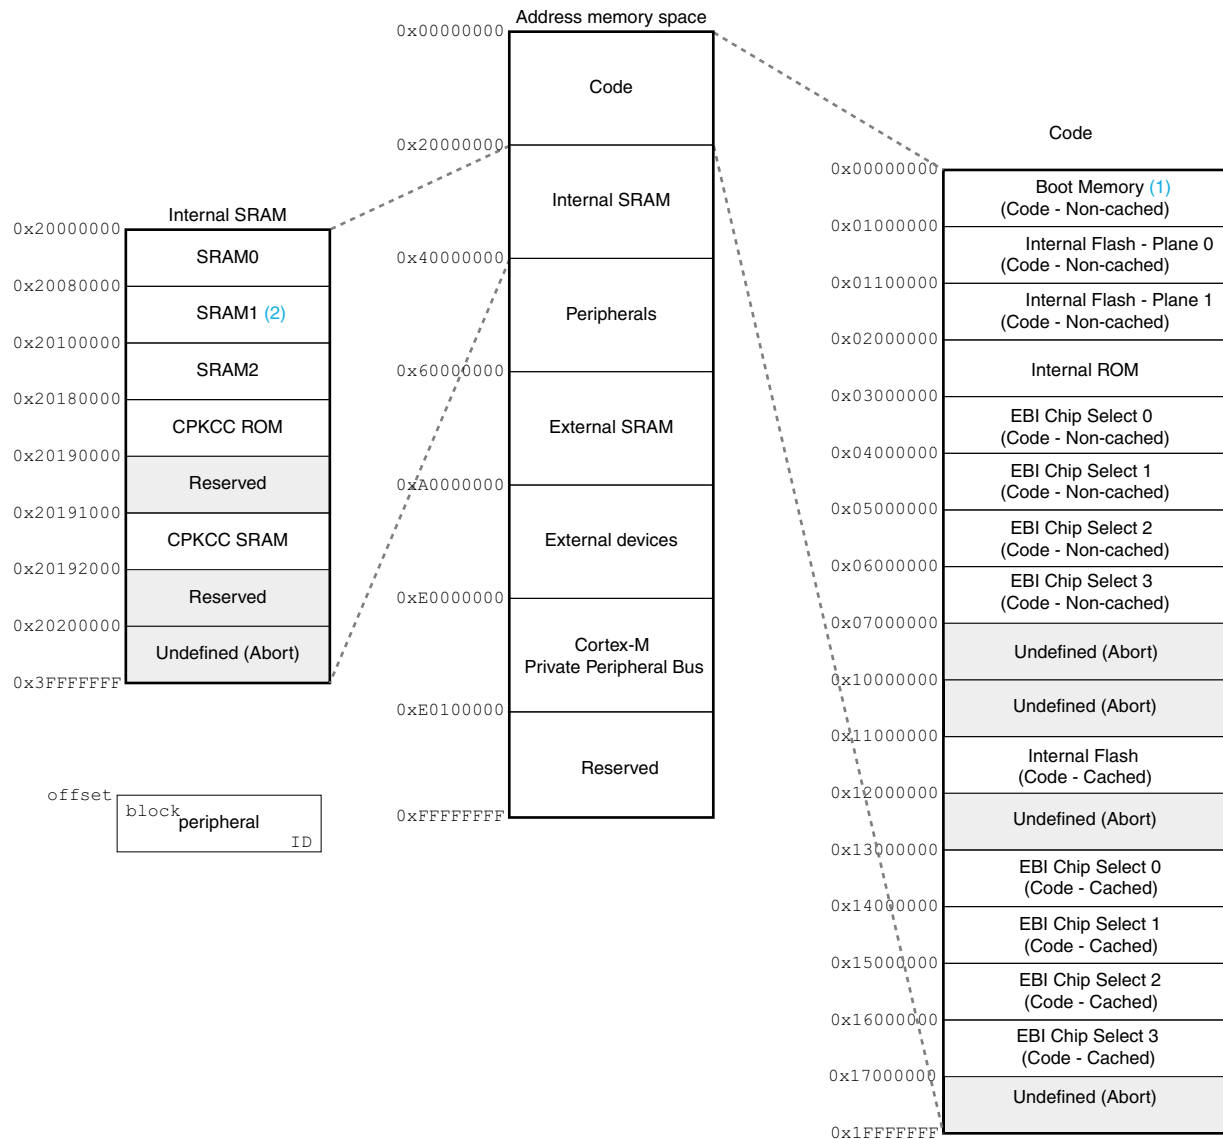 Address memory space
0x00000000
Code
0x20000000
Internal SRAM
0x40000000
Peripherals
0x60000000
External SRAM
0xA0000000
External devices
0xE0000000
Cortex-M
Private Peripheral Bus
0xE0100000
Reserved
0xFFFFFFFF
Internal SRAM
0x20000000
SRAM0
0x20080000
SRAM1 (2)
0x20100000
SRAM2
0x20180000
CPKCC ROM
0x20190000
Reserved
0x20191000
CPKCC SRAM
0x20192000
Reserved
0x20200000
Undefined (Abort)
0x3FFFFFFF
offset
block
peripheral
ID
Code
0x00000000
Boot Memory (1)
(Code - Non-cached)
0x01000000
Internal Flash - Plane 0
(Code - Non-cached)
0x01100000
Internal Flash - Plane 1
(Code - Non-cached)
0x02000000
Internal ROM
0x03000000
EBI Chip Select 0
(Code - Non-cached)
0x04000000
EBI Chip Select 1
(Code - Non-cached)
0x05000000
EBI Chip Select 2
(Code - Non-cached)
0x06000000
EBI Chip Select 3
(Code - Non-cached)
0x07000000
Undefined (Abort)
0x10000000
Undefined (Abort)
0x11000000
Internal Flash
(Code - Cached)
0x12000000
Undefined (Abort)
0x13000000
EBI Chip Select 0
(Code - Cached)
0x14000000
EBI Chip Select 1
(Code - Cached)
0x15000000
EBI Chip Select 2
(Code - Cached)
0x16000000
EBI Chip Select 3
(Code - Cached)
0x17000000
Undefined (Abort)
0x1FFFFFFF